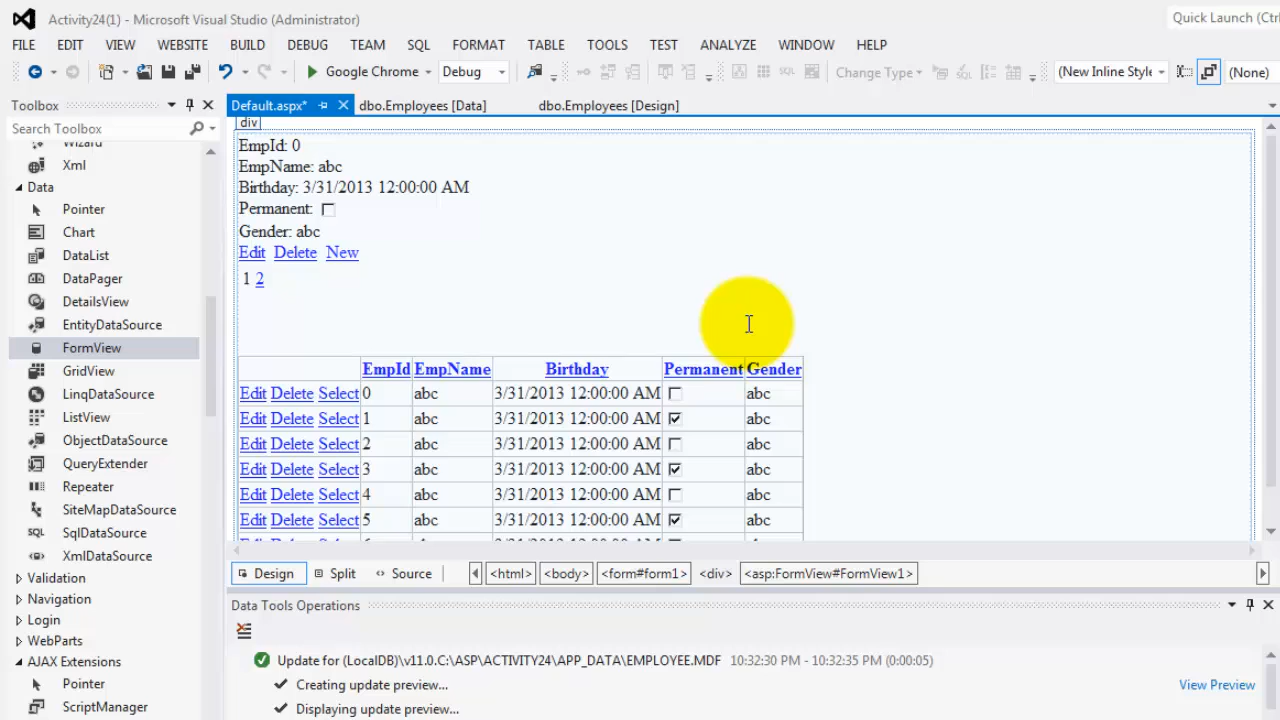 Activity24(1) - Microsoft Visual Studio (Administrator)
Quick Launch (Ctr
FILE EDIT VIEW WEBSITE BUILD DEBUG TEAM SQL FORMAT TABLE TOOLS TEST ANALYZE WINDOW HELP
Google Chrome Debug Change Type (New Inline Style (None)
Toolbox
Default.aspx* dbo.Employees [Data] dbo.Employees [Design]
Search Toolbox
Wizard
Xml
Data
Pointer
Chart
DataList
DataPager
DetailsView
EntityDataSource
FormView
GridView
LinqDataSource
ListView
ObjectDataSource
QueryExtender
Repeater
SiteMapDataSource
SQL SqlDataSource
XmlDataSource
Validation
Navigation
Login
WebParts
AJAX Extensions
Pointer
ScriptManager
div
EmpId: 0
EmpName: abc
Birthday: 3/31/2013 12:00:00 AM
Permanent:
Gender: abc
Edit Delete New
1 2
EmpId EmpName Birthday Permanent Gender
Edit Delete Select 0 abc 3/31/2013 12:00:00 AM abc
Edit Delete Select 1 abc 3/31/2013 12:00:00 AM abc
Edit Delete Select 2 abc 3/31/2013 12:00:00 AM abc
Edit Delete Select 3 abc 3/31/2013 12:00:00 AM abc
Edit Delete Select 4 abc 3/31/2013 12:00:00 AM abc
Edit Delete Select 5 abc 3/31/2013 12:00:00 AM abc
Design Split Source <html> <body> <form#form1> <div> <asp:FormView#FormView1>
Data Tools Operations
Update for (LocalDB)\v11.0.C:\ASP\ACTIVITY24\APP_DATA\EMPLOYEE.MDF 10:32:30 PM - 10:32:35 PM (0:00:05)
Creating update preview... View Preview
Displaying update preview...